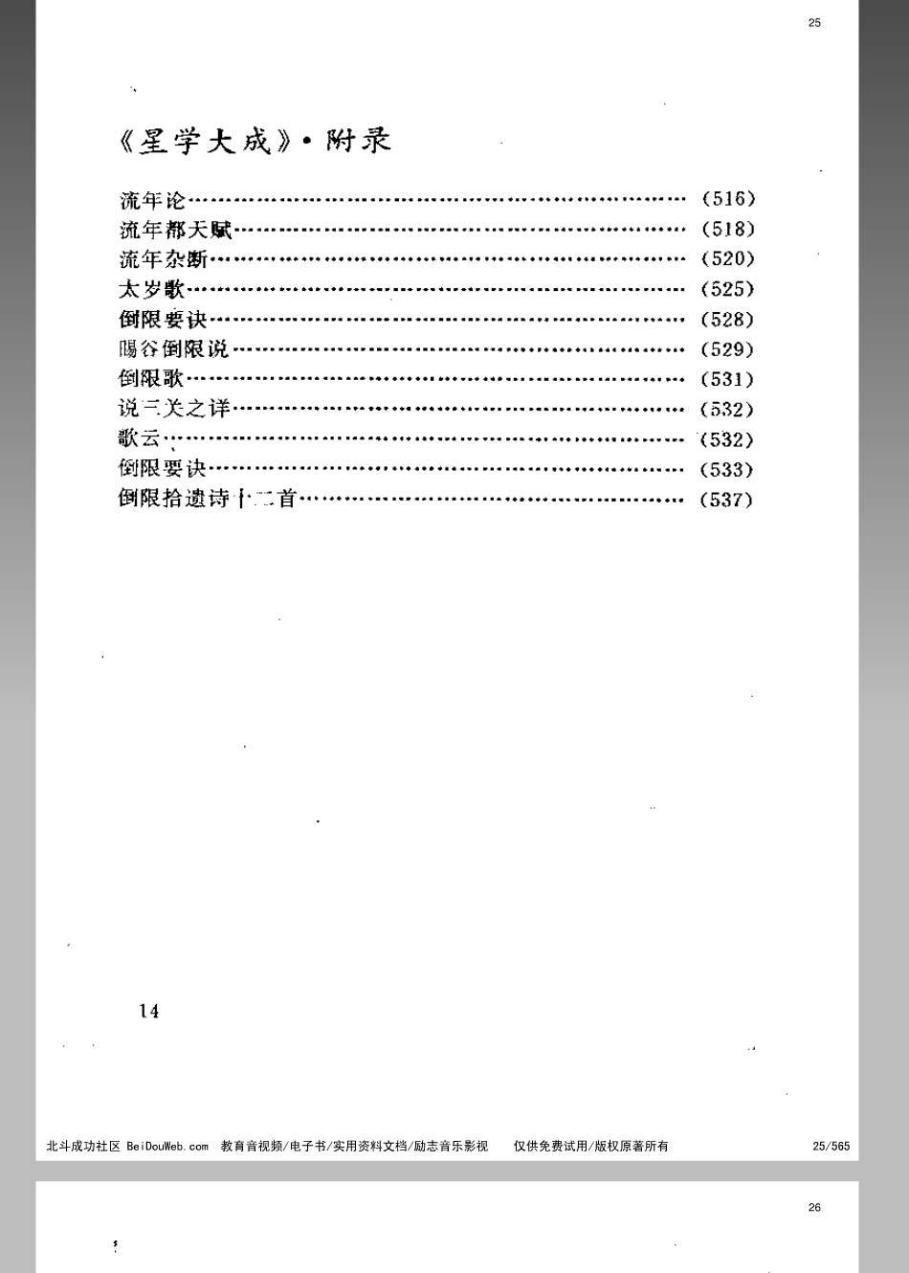 25
《星学大成》·附录
流年论……………………………………………………………… (516)
流年都天赋………………………………………………………… (518)
流年杂断…………………………………………………………… (520)
太岁歌……………………………………………………………… (525)
倒限要诀…………………………………………………………… (528)
暘谷倒限说………………………………………………………… (529)
倒限歌……………………………………………………………… (531)
说三关之详………………………………………………………… (532)
歌云………………………………………………………………… (532)
倒限要诀…………………………………………………………… (533)
倒限拾遗诗十二首………………………………………………… (537)
14
北斗成功社区 BeiDouWeb.com 教育音视频/电子书/实用资料文档/励志音乐影视 仅供免费试用/版权原著所有 25/565
26